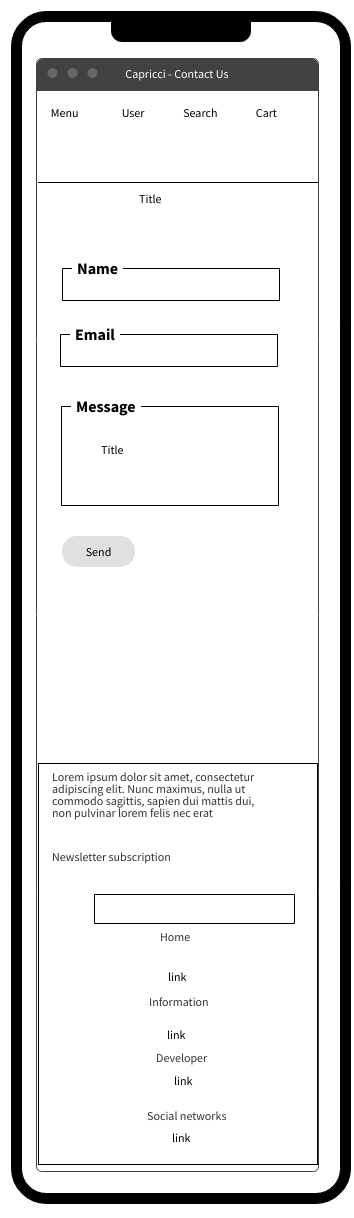 Capricci - Contact Us
Menu User Search Cart
Title
Name
Email
Message
Title
Send
Lorem ipsum dolor sit amet, consectetur
adipiscing elit. Nunc maximus, nulla ut
commodo sagittis, sapien dui mattis dui,
non pulvinar lorem felis nec erat
Newsletter subscription
Home
link
Information
link
Developer
link
Social networks
link